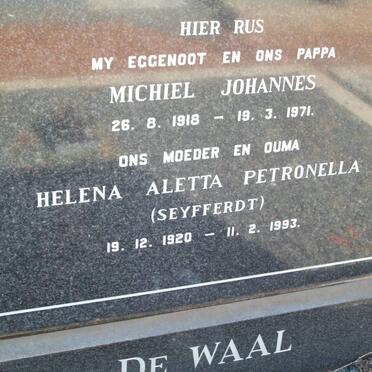 HIER RUS
MY EGGENOOT EN ONS PAPPA
MICHIEL JOHANNES
26. 8. 1918 – 19. 3. 1971.
ONS MOEDER EN OUMA
HELENA ALETTA PETRONELLA
(SEYFFERDT)
19. 12. 1920 – 11. 2. 1993.
DE WAAL